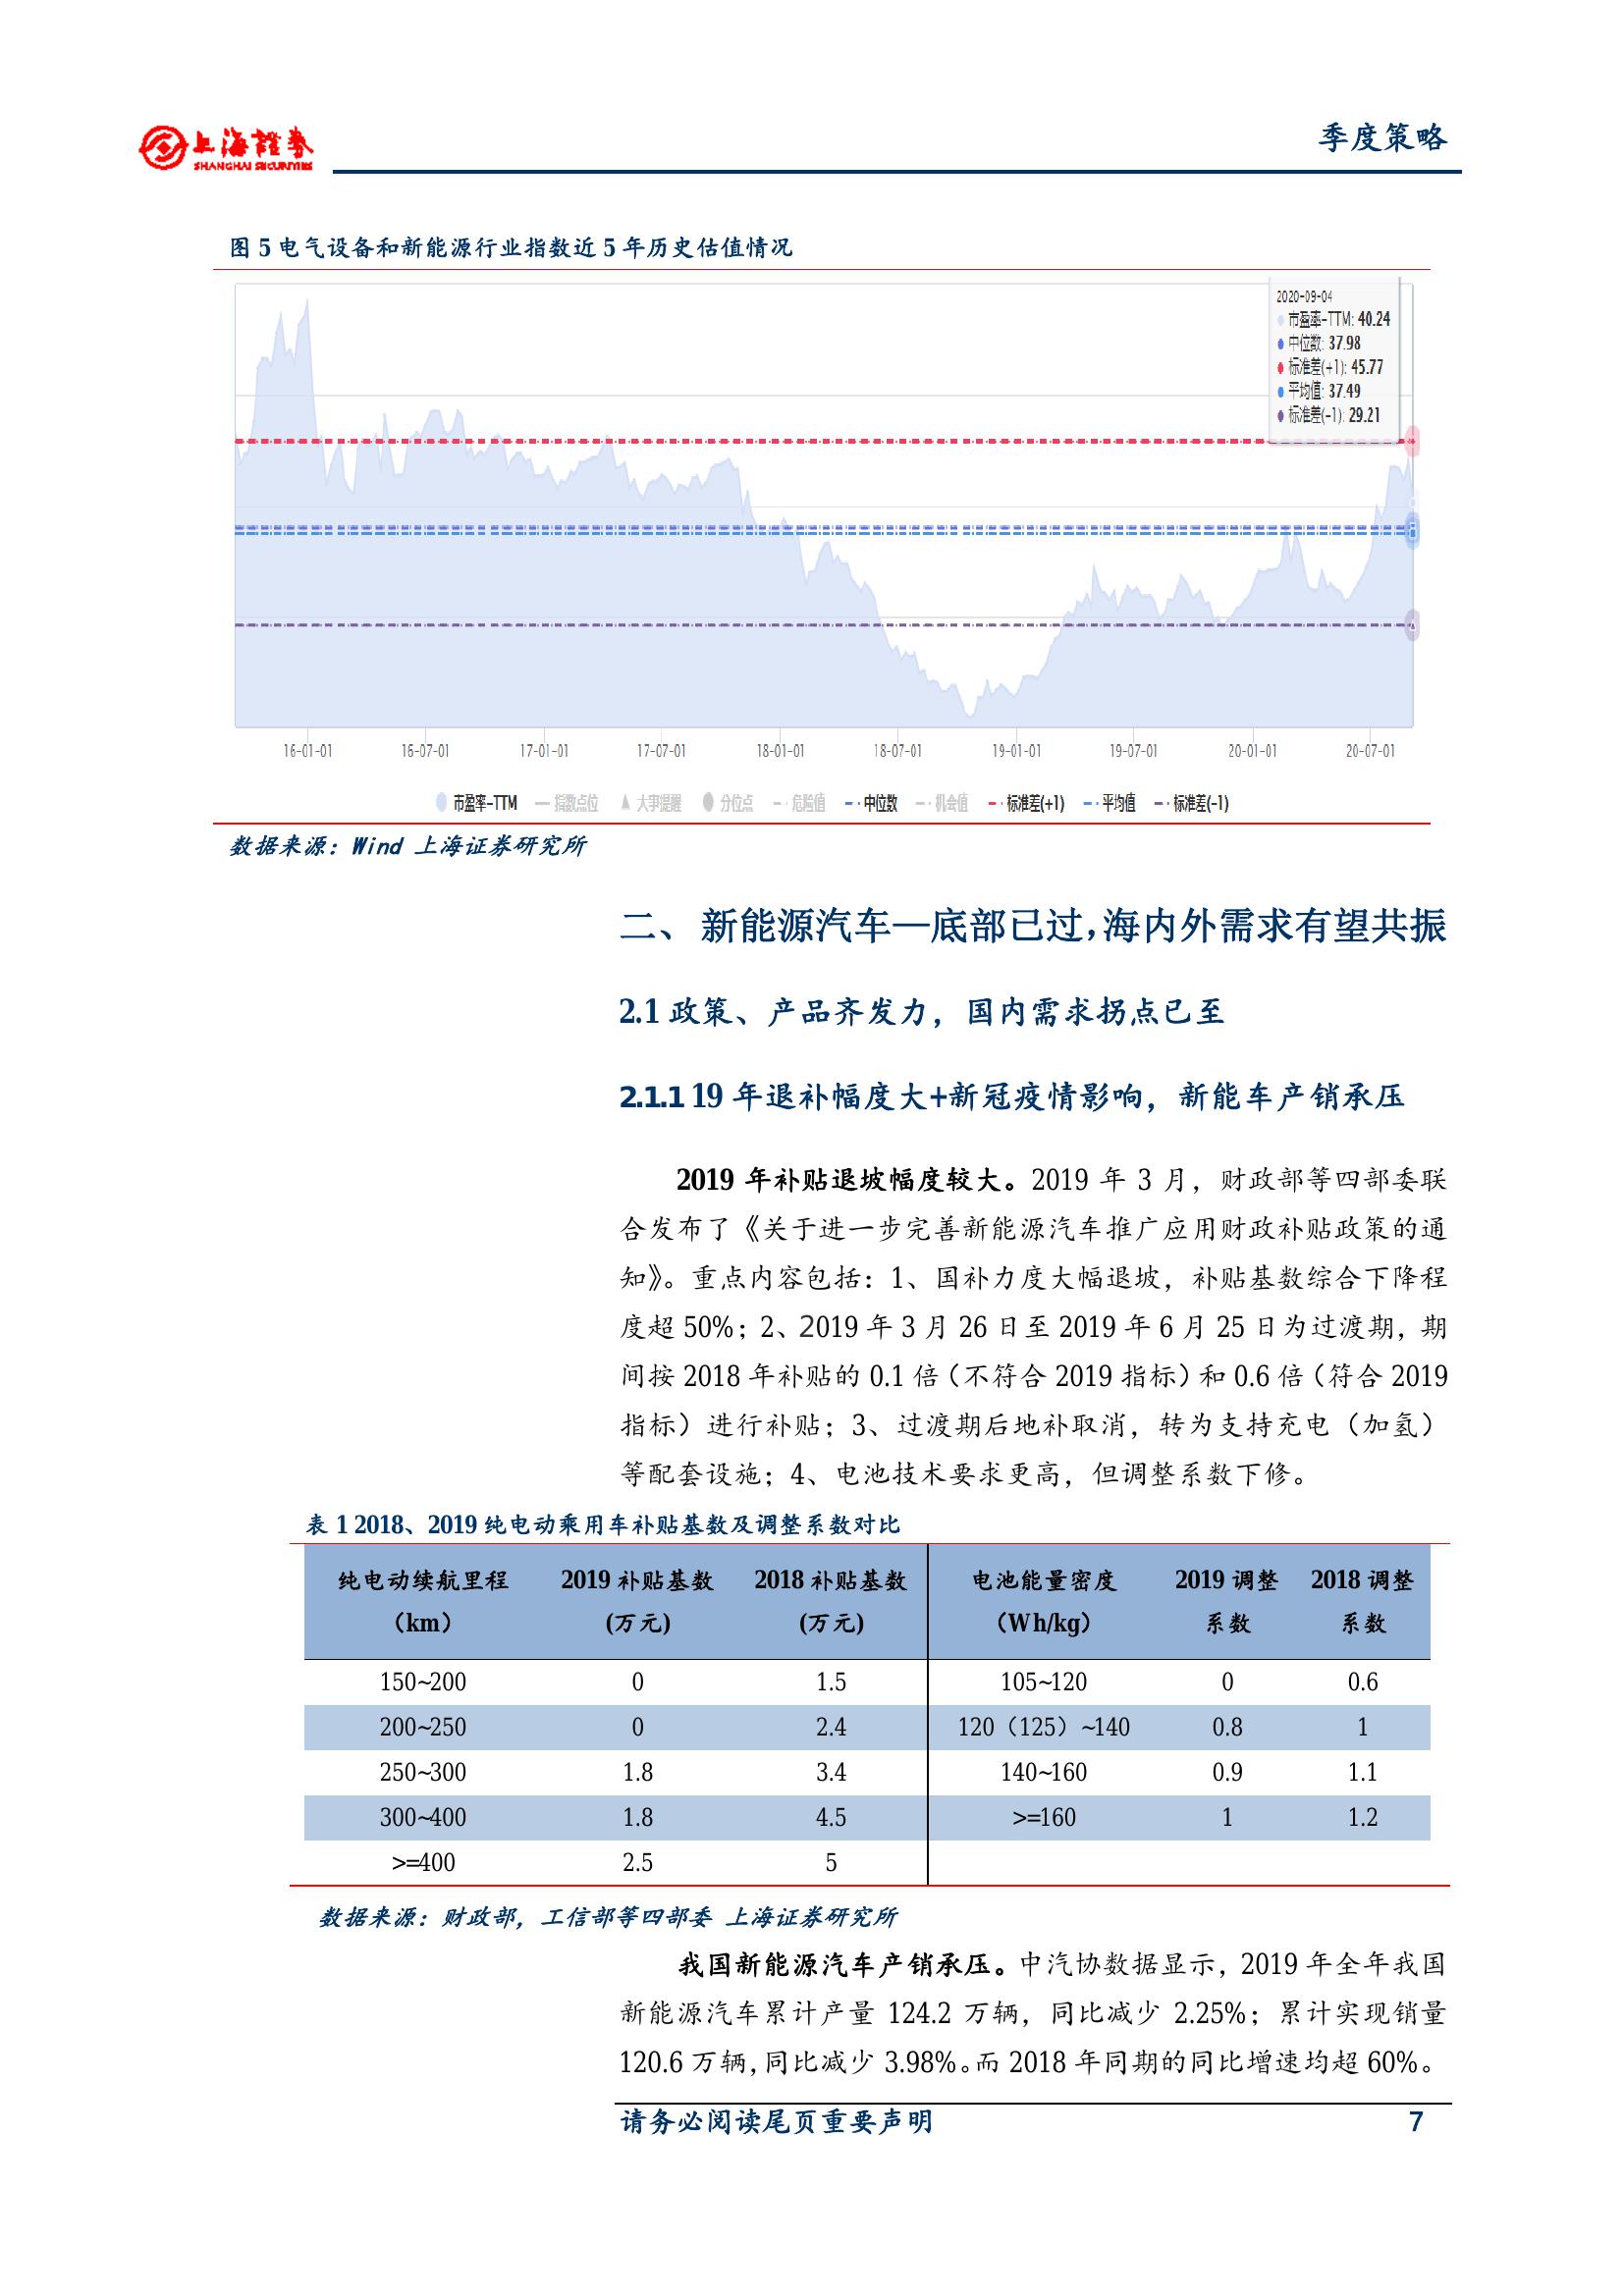 上海證券
SHANGHAI SECURITIES
季度策略
图 5 电气设备和新能源行业指数近 5 年历史估值情况
2020-09-04
市盈率-TTM: 40.24
中位数: 37.98
标准差(+1): 45.77
平均值: 37.49
标准差(-1): 29.21
16-01-01 16-07-01 17-01-01 17-07-01 18-01-01 18-07-01 19-01-01 19-07-01 20-01-01 20-07-01
市盈率-TTM 指数点位 大事提醒 分位点 危险值 中位数 机会值 标准差(+1) 平均值 标准差(-1)
数据来源：Wind 上海证券研究所
二、 新能源汽车—底部已过，海内外需求有望共振
2.1 政策、产品齐发力，国内需求拐点已至
2.1.1 19 年退补幅度大+新冠疫情影响，新能车产销承压
2019 年补贴退坡幅度较大。2019 年 3 月，财政部等四部委联
合发布了《关于进一步完善新能源汽车推广应用财政补贴政策的通
知》。重点内容包括：1、国补力度大幅退坡，补贴基数综合下降程
度超 50%；2、2019 年 3 月 26 日至 2019 年 6 月 25 日为过渡期，期
间按 2018 年补贴的 0.1 倍（不符合 2019 指标）和 0.6 倍（符合 2019
指标）进行补贴；3、过渡期后地补取消，转为支持充电（加氢）
等配套设施；4、电池技术要求更高，但调整系数下修。
表 1 2018、2019 纯电动乘用车补贴基数及调整系数对比
纯电动续航里程 2019 补贴基数 2018 补贴基数 电池能量密度 2019 调整 2018 调整
（km） (万元) (万元) （Wh/kg） 系数 系数
150~200 0 1.5 105~120 0 0.6
200~250 0 2.4 120（125）~140 0.8 1
250~300 1.8 3.4 140~160 0.9 1.1
300~400 1.8 4.5 >=160 1 1.2
>=400 2.5 5
数据来源：财政部，工信部等四部委 上海证券研究所
我国新能源汽车产销承压。中汽协数据显示，2019 年全年我国
新能源汽车累计产量 124.2 万辆，同比减少 2.25%；累计实现销量
120.6 万辆，同比减少 3.98%。而 2018 年同期的同比增速均超 60%。
请务必阅读尾页重要声明 7